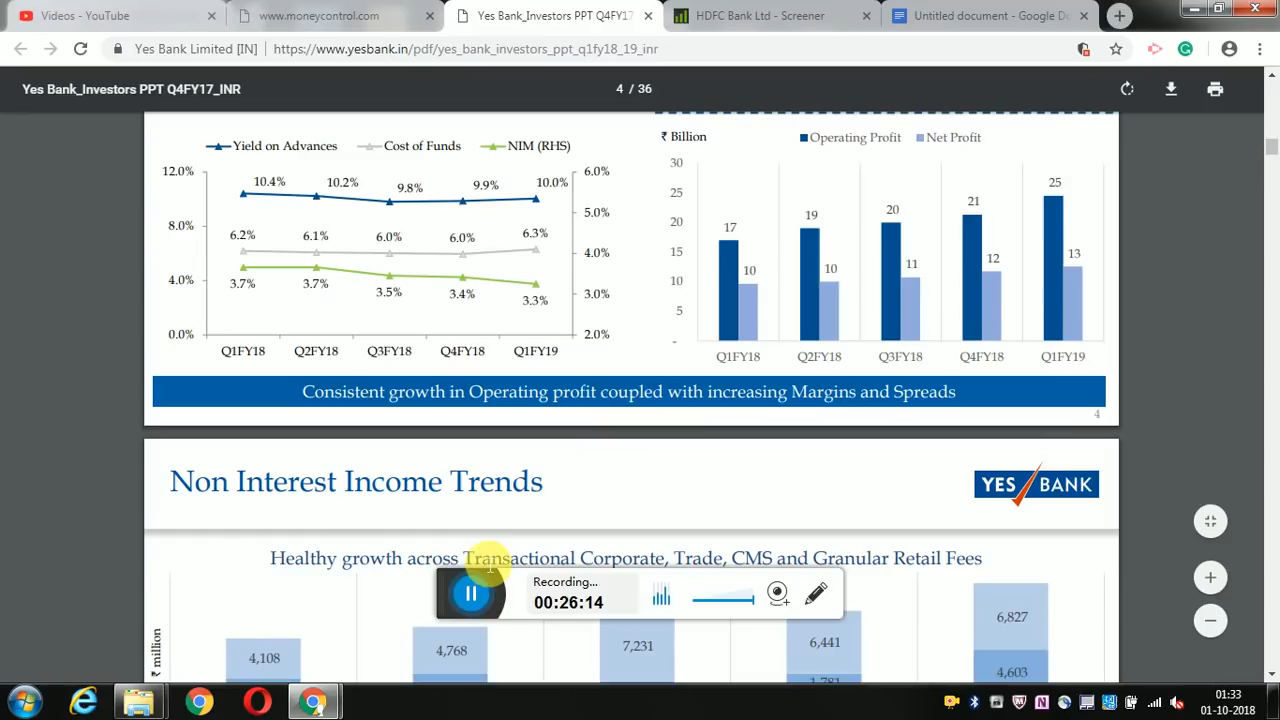 Videos - YouTube
www.moneycontrol.com
Yes Bank_Investors PPT Q4FY17
HDFC Bank Ltd - Screener
Untitled document - Google Do
Yes Bank Limited [IN]
https://www.yesbank.in/pdf/yes_bank_investors_ppt_q1fy18_19_inr
Yes Bank_Investors PPT Q4FY17_INR
4 / 36
Yield on Advances Cost of Funds NIM (RHS)
12.0% 10.4% 10.2% 9.8% 9.9% 10.0% 6.0%
5.0%
8.0% 6.2% 6.1% 6.0% 6.0% 6.3%
4.0%
4.0% 3.7% 3.7% 3.5% 3.4% 3.3% 3.0%
0.0% 2.0%
Q1FY18 Q2FY18 Q3FY18 Q4FY18 Q1FY19
₹ Billion Operating Profit Net Profit
30
25 25
20 17 19 20 21
15
10 10 10 11 12 13
5
-
Q1FY18 Q2FY18 Q3FY18 Q4FY18 Q1FY19
Consistent growth in Operating profit coupled with increasing Margins and Spreads
4
Non Interest Income Trends
YES BANK
Healthy growth across Transactional Corporate, Trade, CMS and Granular Retail Fees
Recording...
00:26:14
₹ million
4,108 4,768 7,231 6,441 6,827
1,781 4,603
01:33
01-10-2018